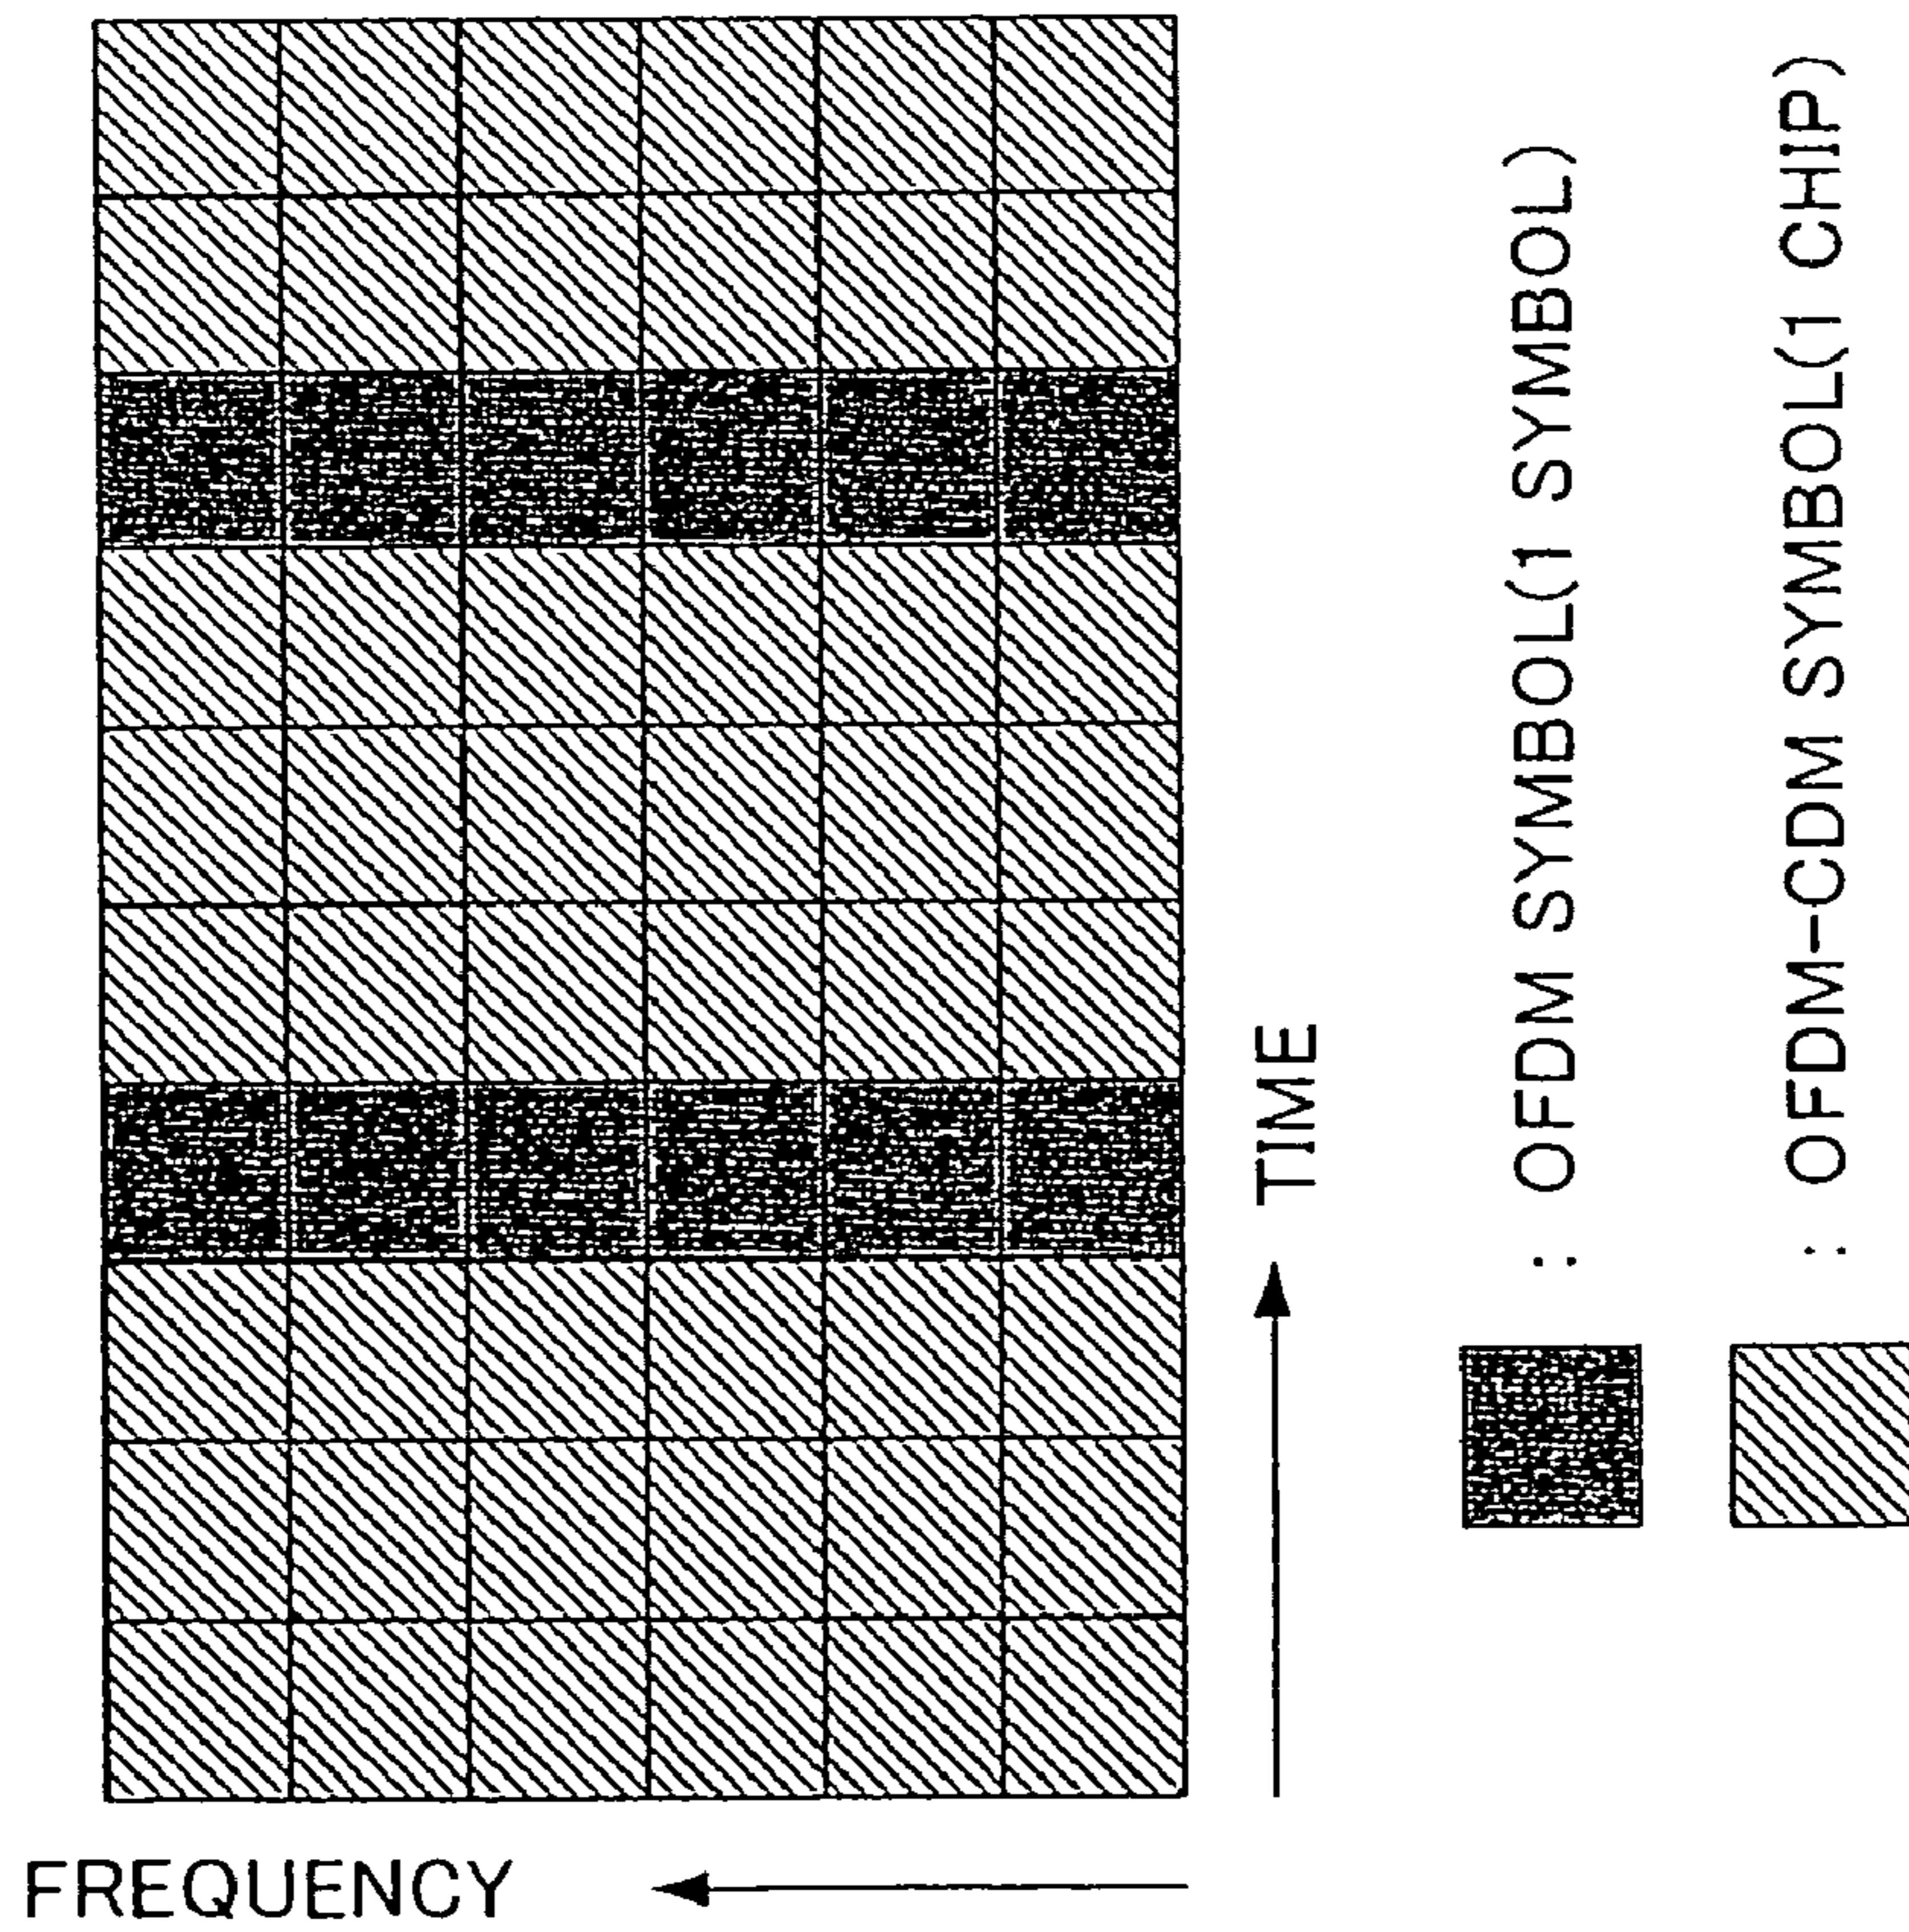 FREQUENCY
TIME
: OFDM SYMBOL(1 SYMBOL)
: OFDM-CDM SYMBOL(1 CHIP)